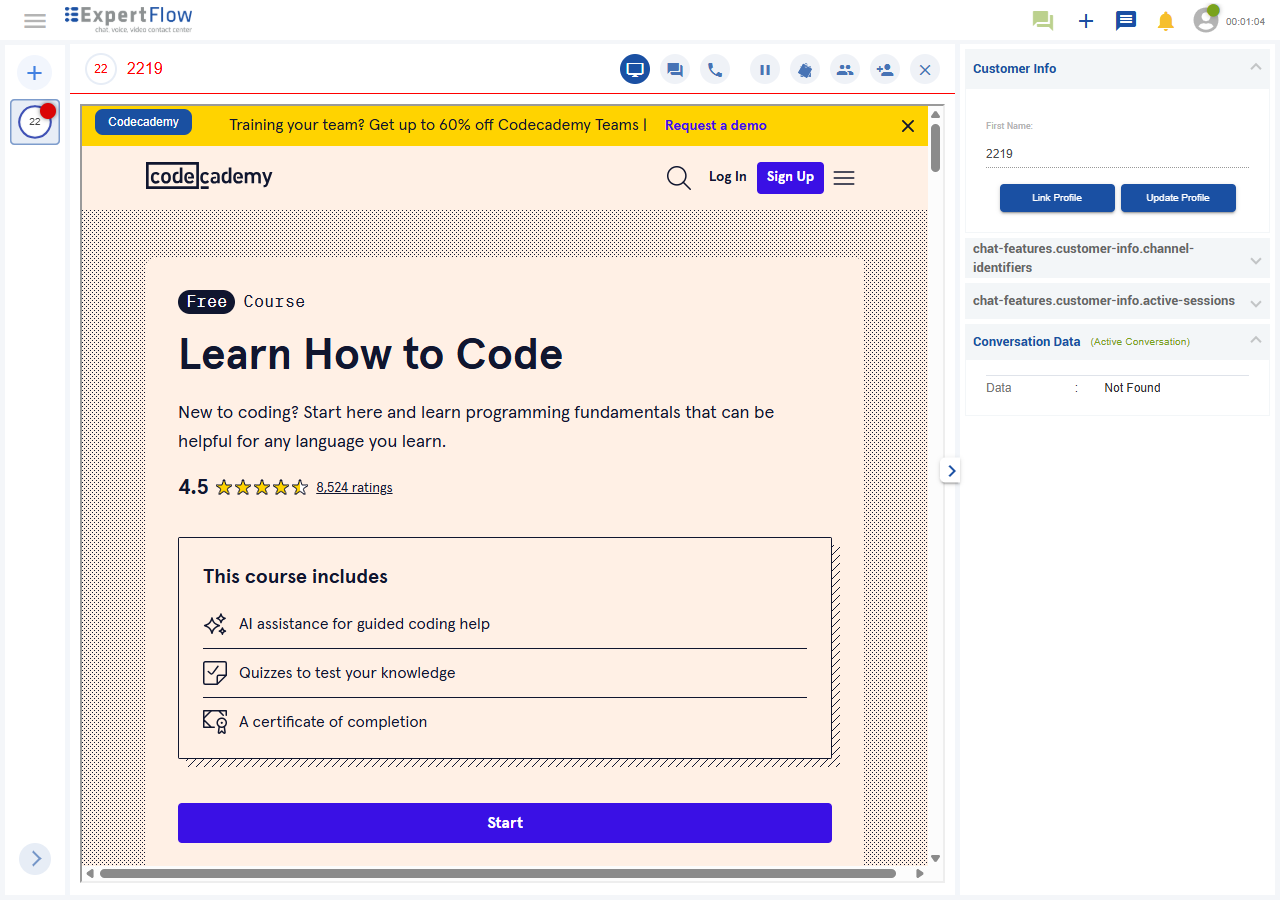 ExpertFlow
chat, voice, video contact center
00:01:04
22
2219
22
Codecademy
Training your team? Get up to 60% off Codecademy Teams |
Request a demo
codecademy
Log In
Sign Up
Free Course
Learn How to Code
New to coding? Start here and learn programming fundamentals that can be
helpful for any language you learn.
4.5
8,524 ratings
This course includes
AI assistance for guided coding help
Quizzes to test your knowledge
A certificate of completion
Start
Customer Info
First Name:
2219
Link Profile
Update Profile
chat-features.customer-info.channel-
identifiers
chat-features.customer-info.active-sessions
Conversation Data (Active Conversation)
Data : Not Found